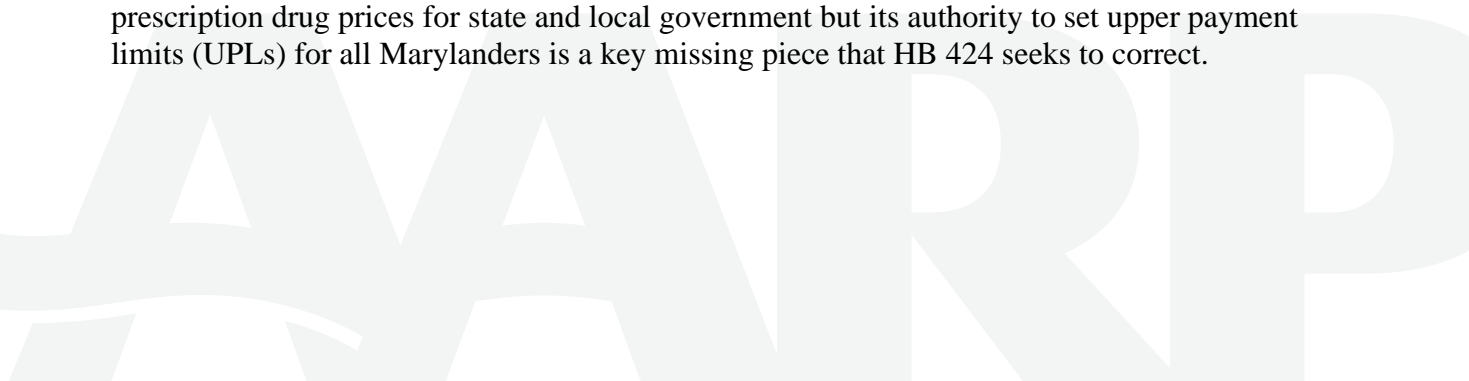 prescription drug prices for state and local government but its authority to set upper payment
limits (UPLs) for all Marylanders is a key missing piece that HB 424 seeks to correct.
AARP